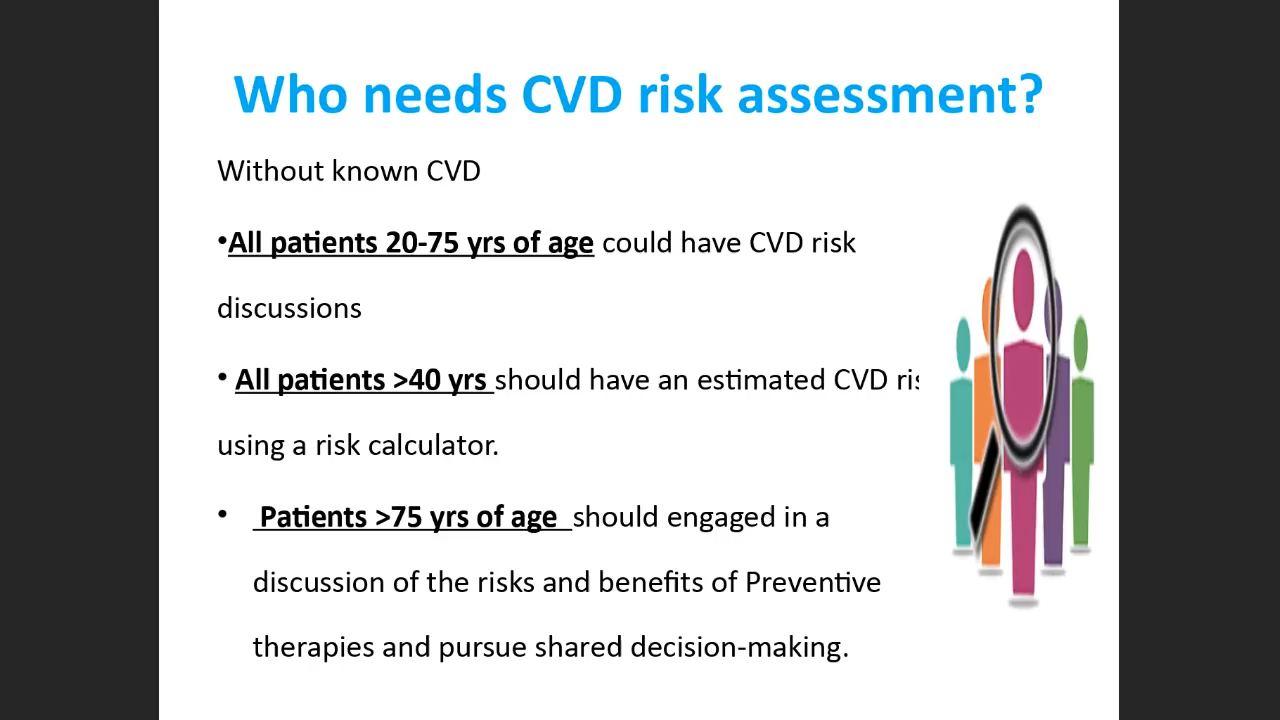 Who needs CVD risk assessment?
Without known CVD
•All patients 20-75 yrs of age could have CVD risk
discussions
• All patients >40 yrs should have an estimated CVD ris
using a risk calculator.
• Patients >75 yrs of age should engaged in a
discussion of the risks and benefits of Preventive
therapies and pursue shared decision-making.